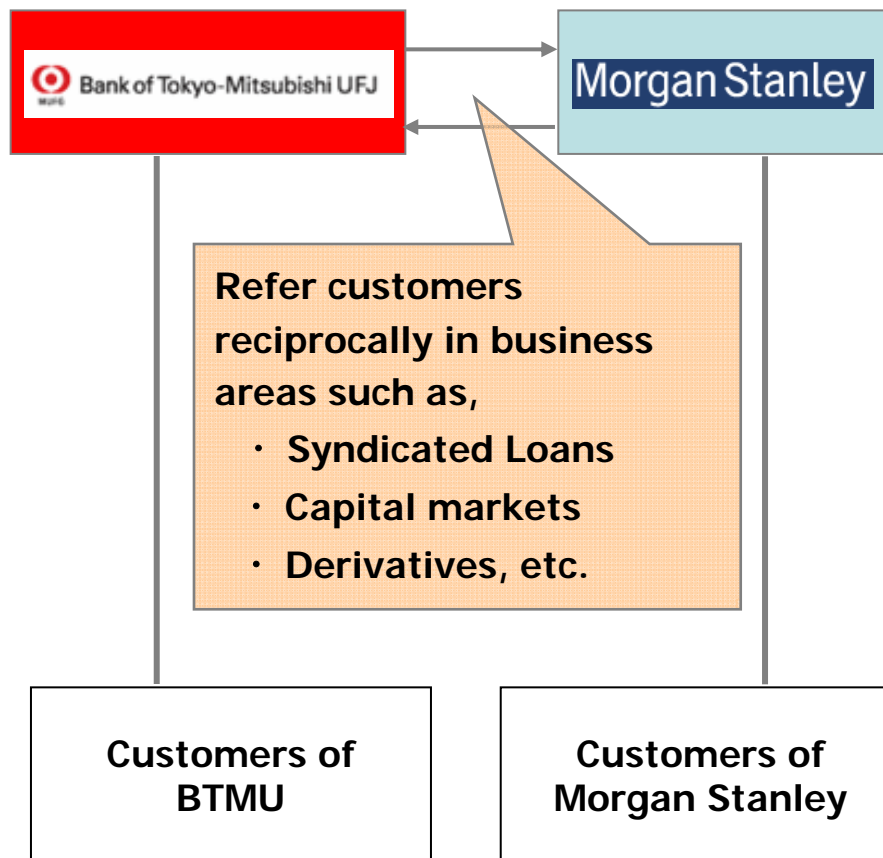 MUFG
Bank of Tokyo-Mitsubishi UFJ
Morgan Stanley
Refer customers
reciprocally in business
areas such as,
・ Syndicated Loans
・ Capital markets
・ Derivatives, etc.
Customers of
BTMU
Customers of
Morgan Stanley